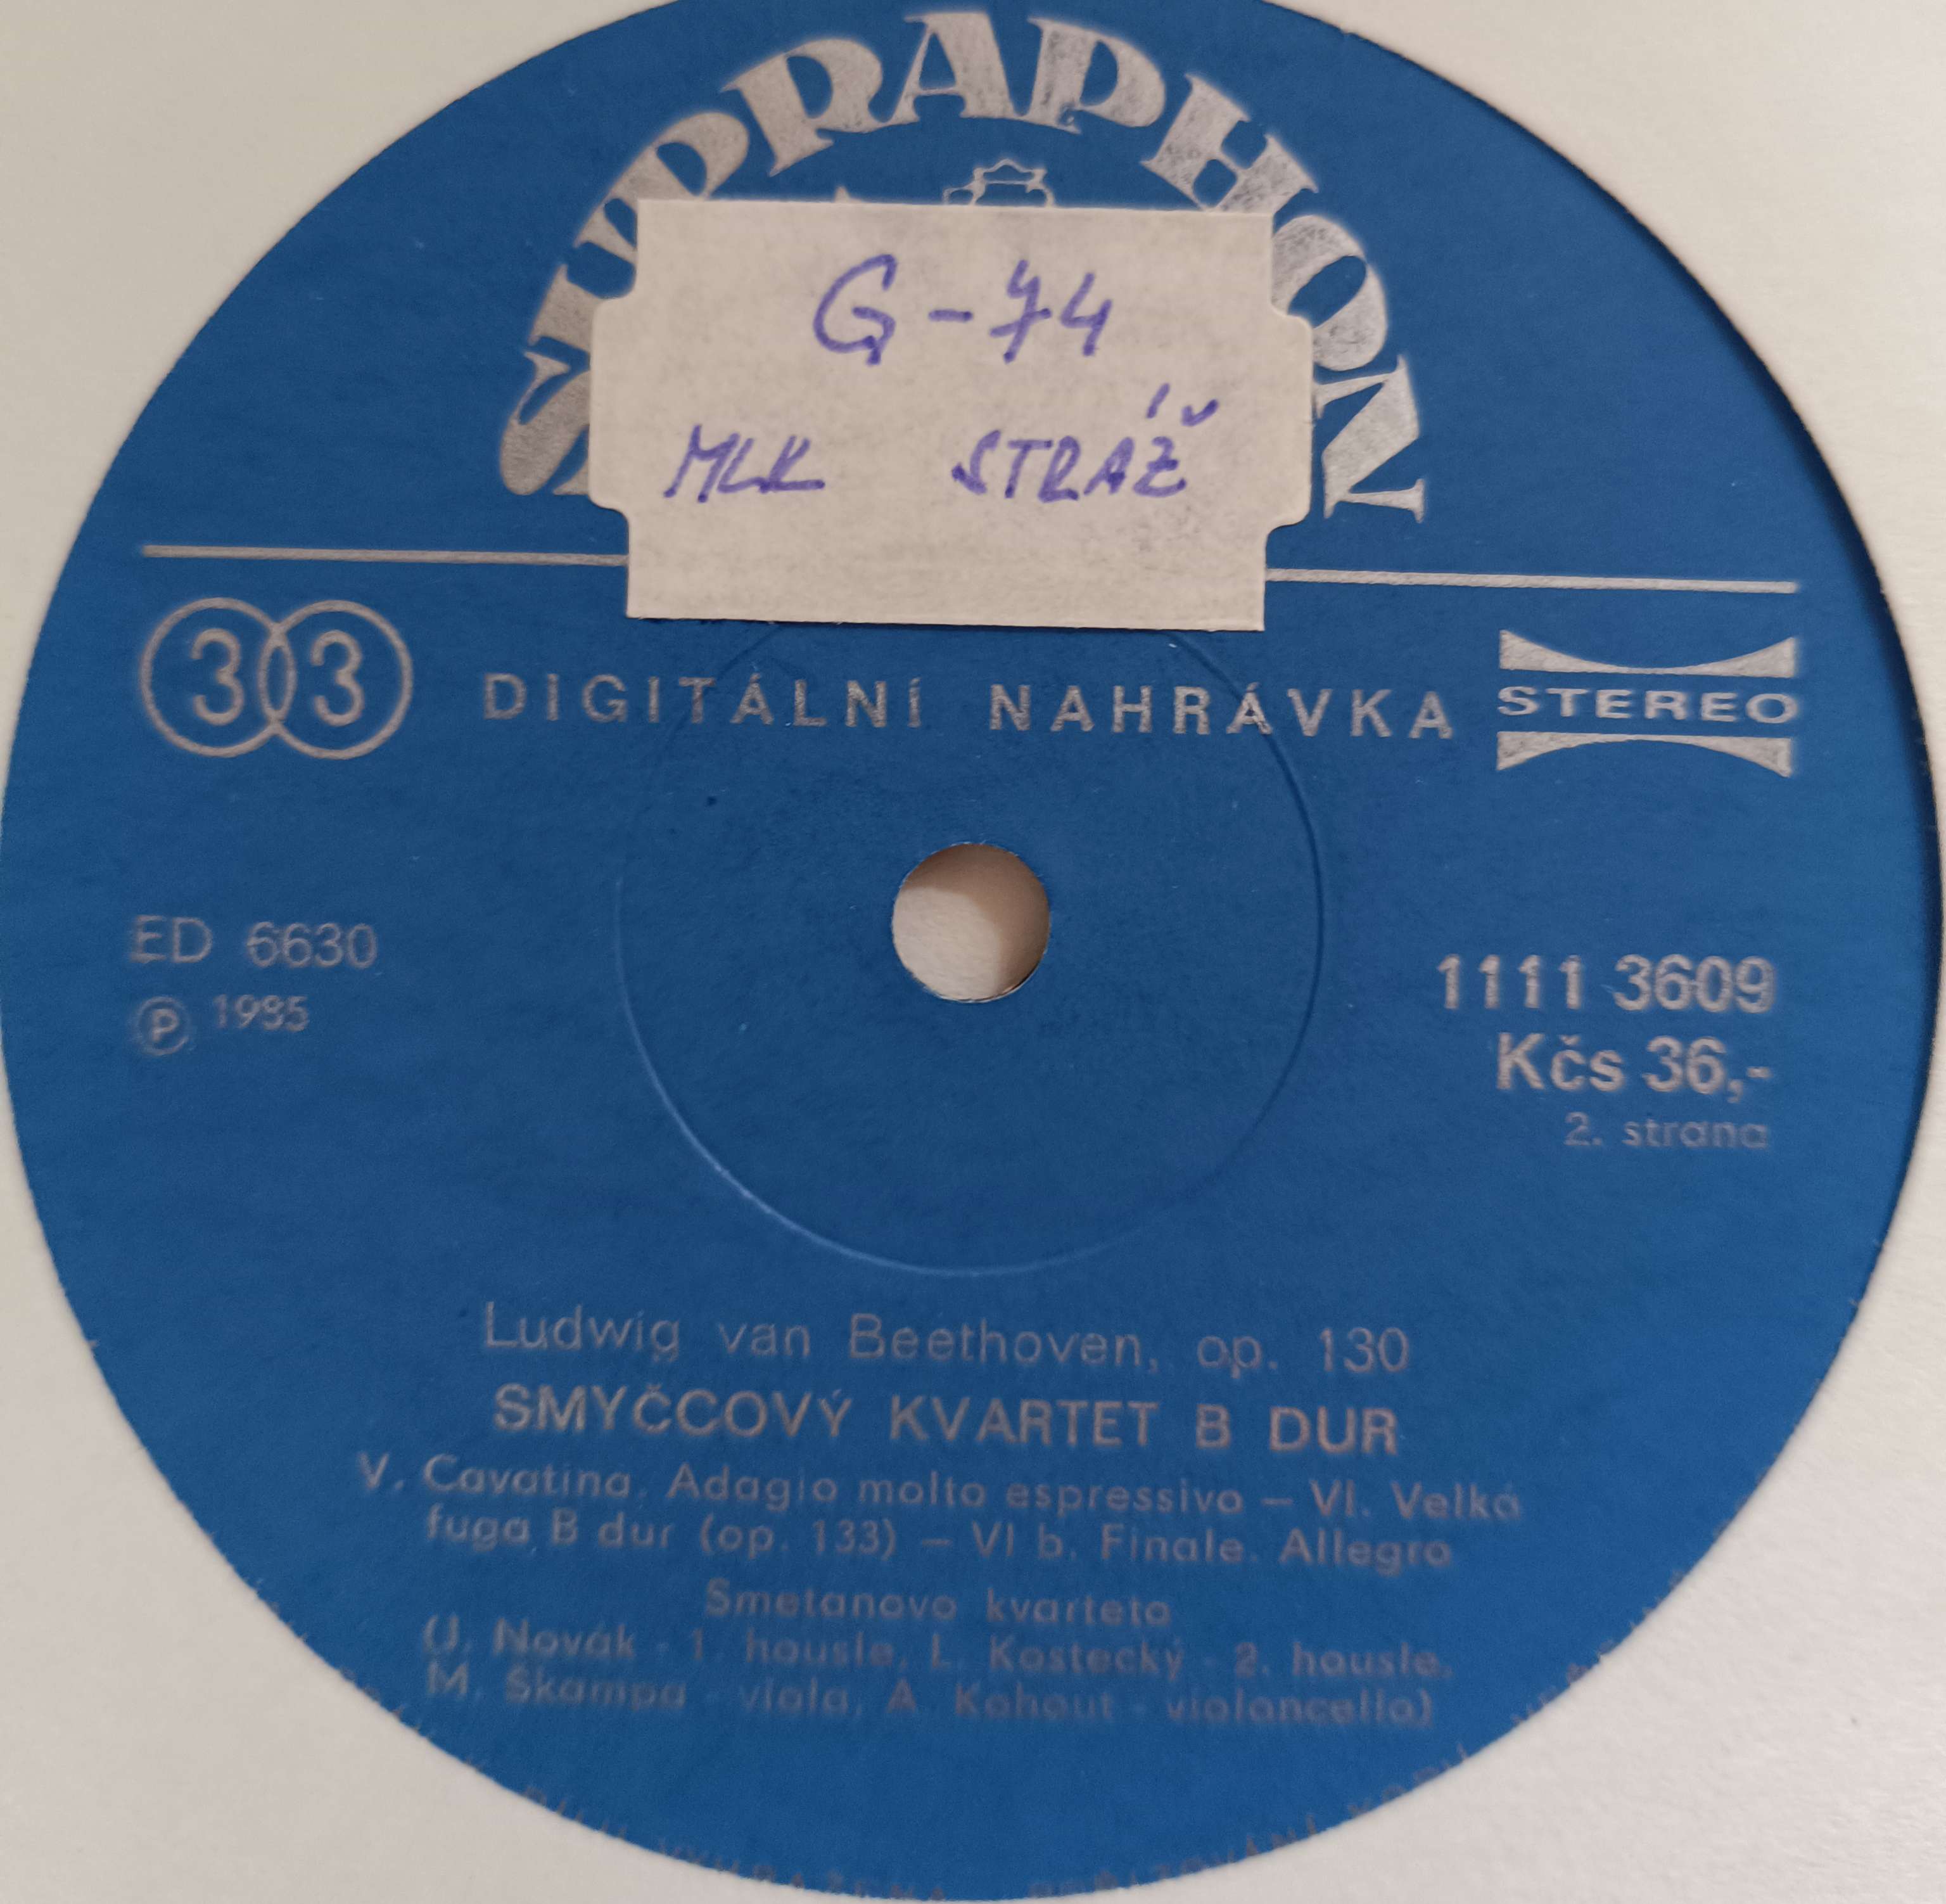 SUPRAPHON
G-74
MLK STRÁŽ
33 DIGITÁLNÍ NAHRÁVKA STEREO
ED 6630
Ⓟ 1985
1111 3609
Kčs 36,-
2. strana
Ludwig van Beethoven, op. 130
SMYČCOVÝ KVARTET B DUR
V. Cavatina. Adagio molto espressivo – VI. Velká
fuga B dur (op. 133) – VI b. Finale. Allegro
Smetanovo kvarteto
(J. Novák - 1. housle, L. Kostecký - 2. housle,
M. Škampa - viola, A. Kohout - violoncello)